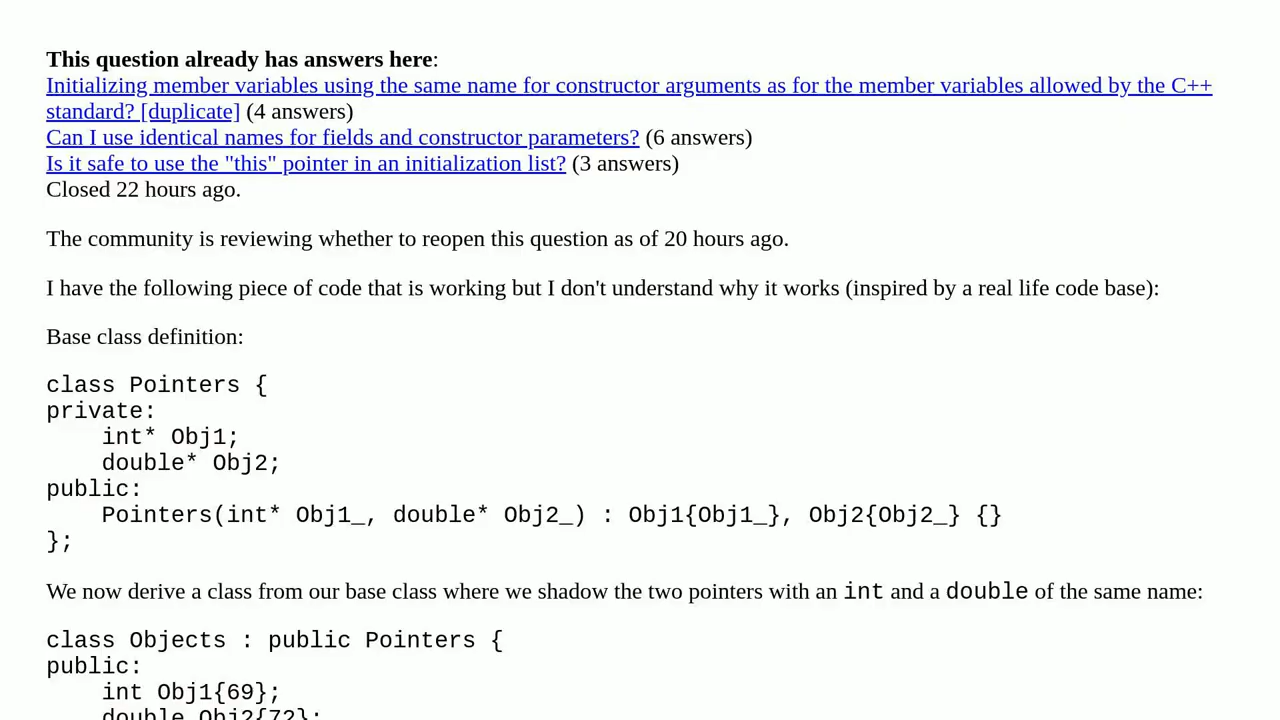 This question already has answers here:
Initializing member variables using the same name for constructor arguments as for the member variables allowed by the C++
standard? [duplicate] (4 answers)
Can I use identical names for fields and constructor parameters? (6 answers)
Is it safe to use the "this" pointer in an initialization list? (3 answers)
Closed 22 hours ago.
The community is reviewing whether to reopen this question as of 20 hours ago.
I have the following piece of code that is working but I don't understand why it works (inspired by a real life code base):
Base class definition:
class Pointers {
private:
    int* Obj1;
    double* Obj2;
public:
    Pointers(int* Obj1_, double* Obj2_) : Obj1{Obj1_}, Obj2{Obj2_} {}
};
We now derive a class from our base class where we shadow the two pointers with an int and a double of the same name:
class Objects : public Pointers {
public:
    int Obj1{69};
    double Obj2{72};